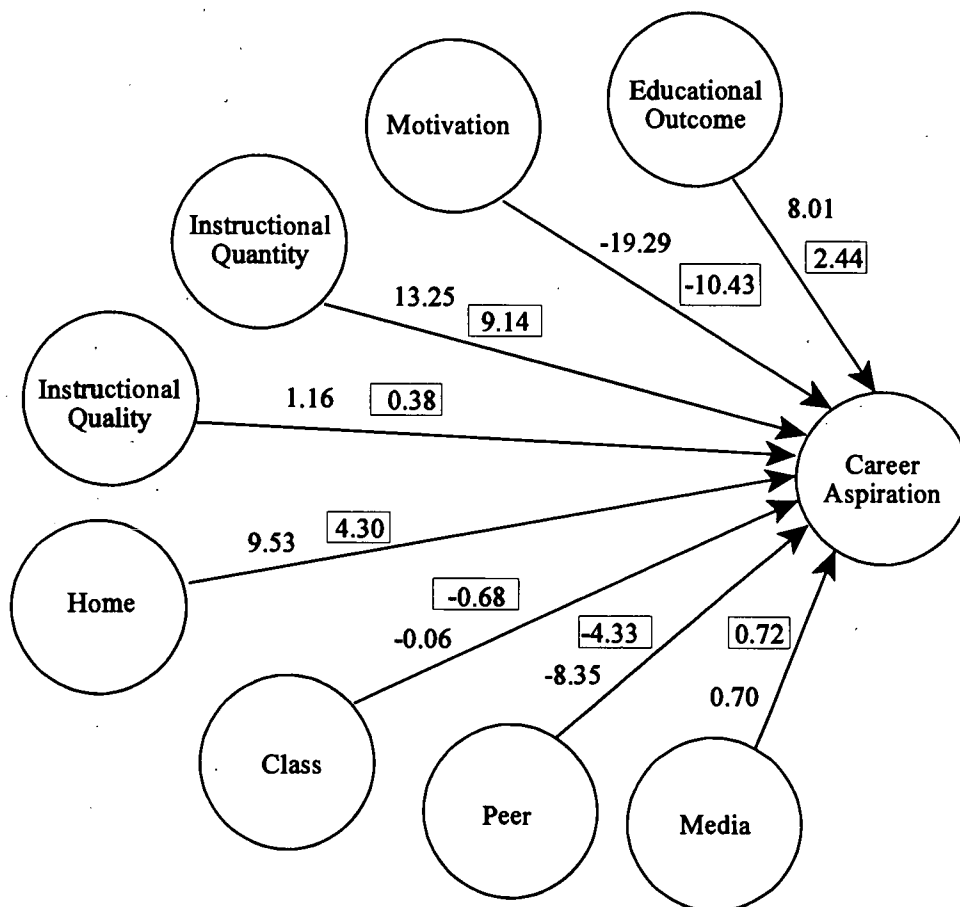 Educational
Outcome
Motivation
8.01
Instructional
Quantity
-19.29
2.44
-10.43
13.25
9.14
Instructional
Quality
1.16
0.38
Career
Aspiration
9.53
4.30
Home
-0.68
-0.06
-4.33
0.72
-8.35
0.70
Class
Peer
Media